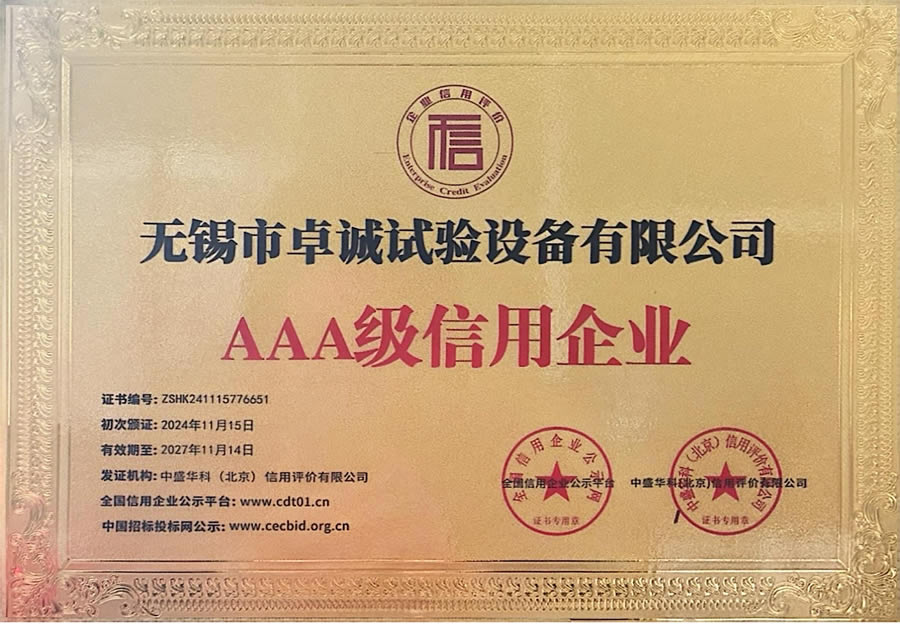 企业信用评价
信
Enterprise Credit Evaluation
无锡市卓诚试验设备有限公司
AAA级信用企业
证书编号: ZSHK241115776651
初次颁证: 2024年11月15日
有效期至: 2027年11月14日
发证机构: 中盛华科（北京）信用评价有限公司
全国信用企业公示平台: www.cdt01.cn
中国招标投标网公示: www.cecbid.org.cn
全国信用企业公示网
全国信用企业公示平台
证书专用章
中盛华科(北京)信用评价有限公司
中盛华科(北京)信用评价有限公司
证书专用章